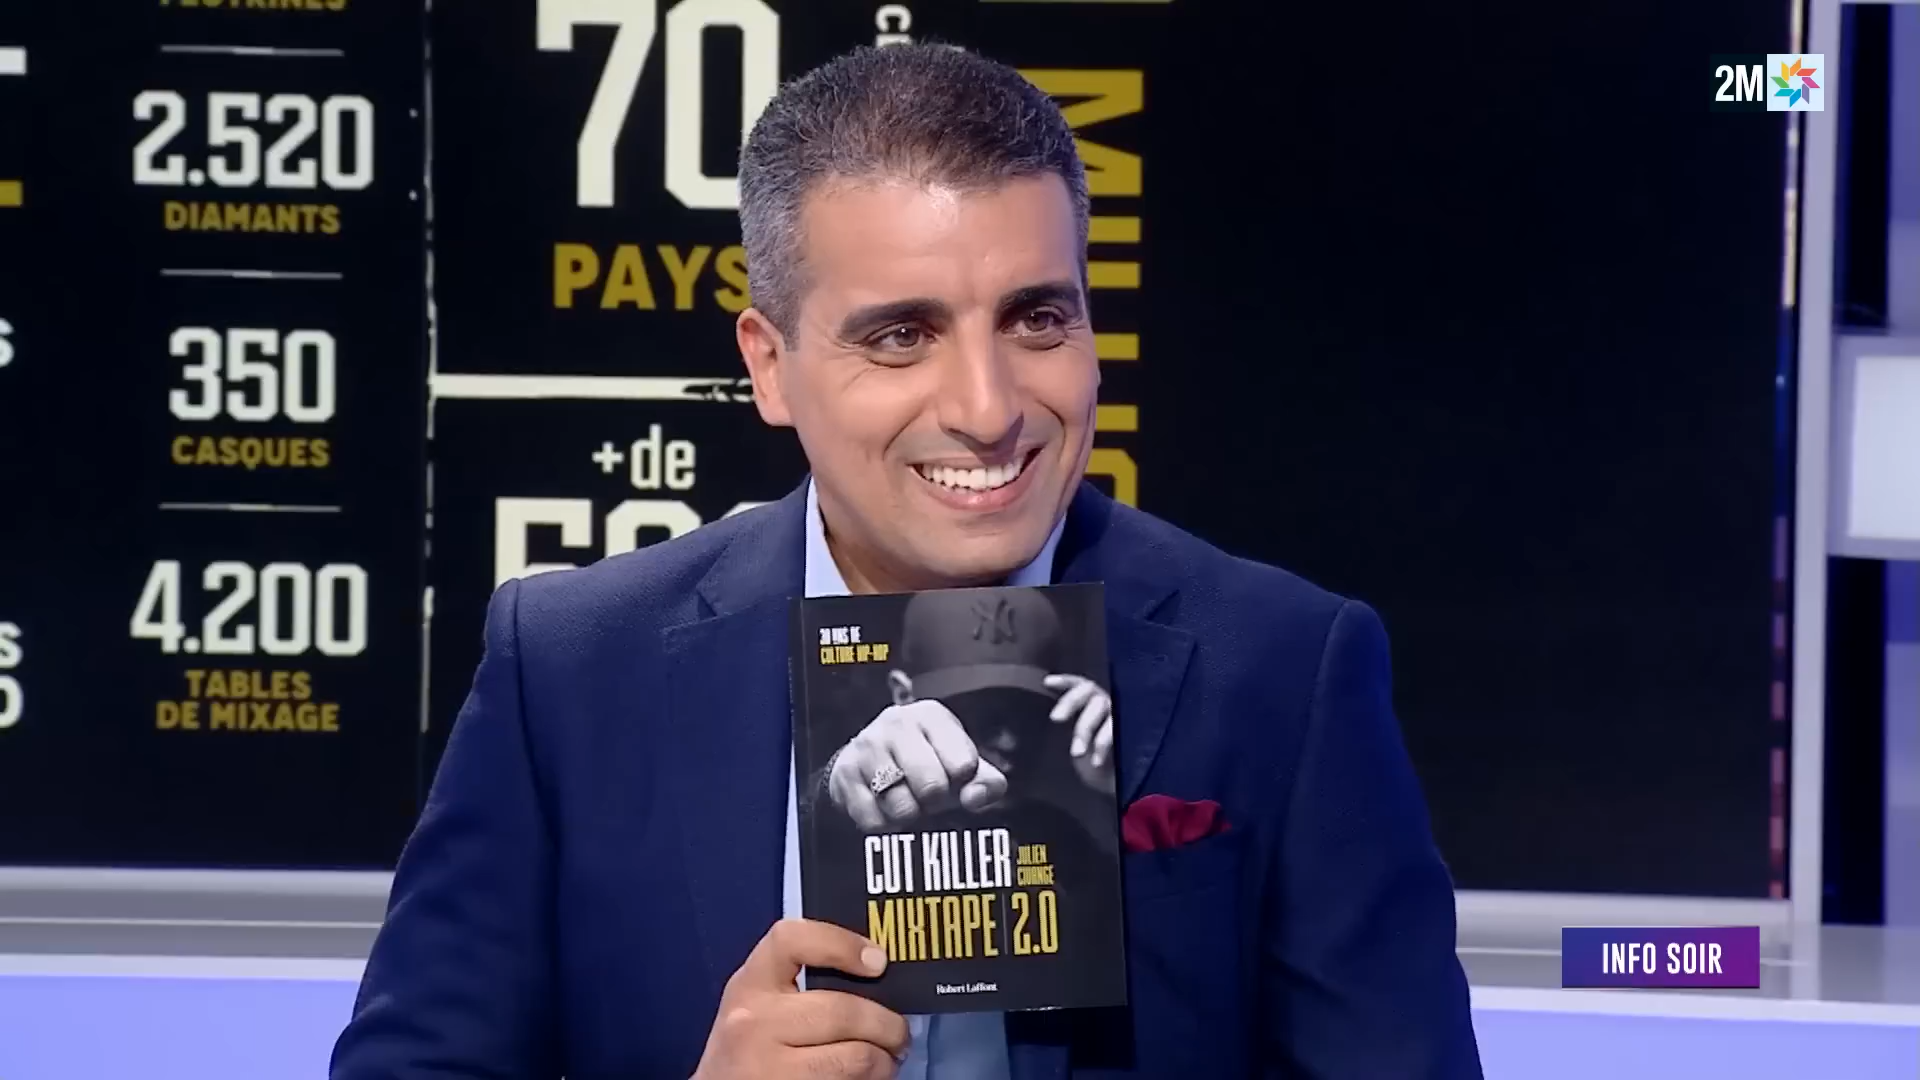 2.520
DIAMANTS
350
CASQUES
4.200
TABLES
DE MIXAGE
70
PAYS
+de
2M
30 ANS DE
CULTURE HIP-HOP
CUT KILLER
JULIEN
CIVANGE
MIXTAPE 2.0
Robert Laffont
INFO SOIR